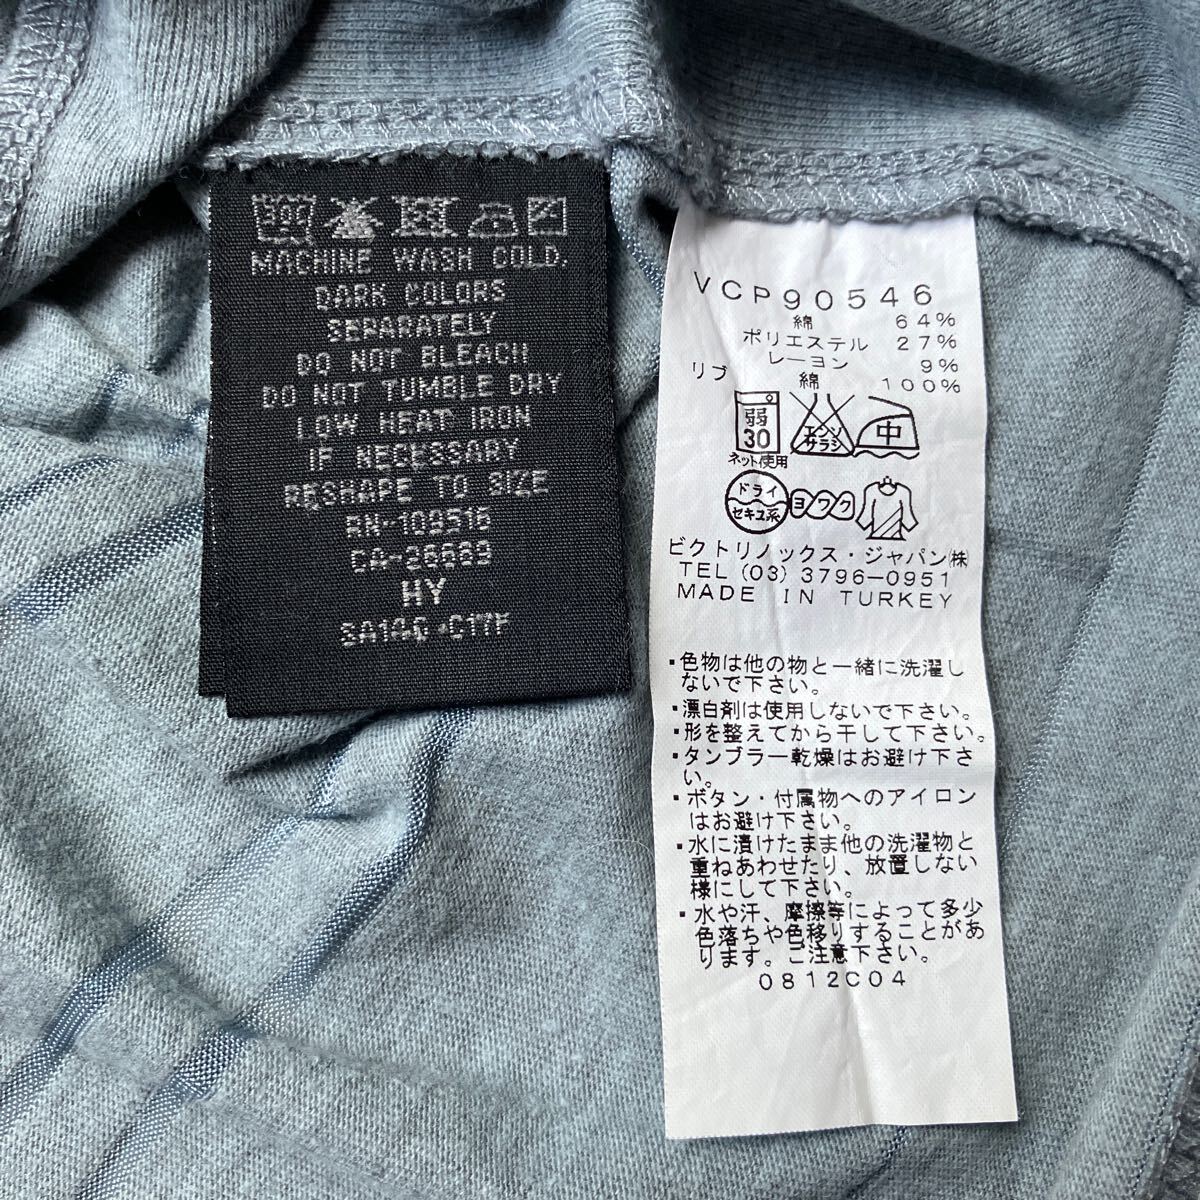 MACHINE WASH COLD.
DARK COLORS
SEPARATELY
DO NOT BLEACH
DO NOT TUMBLE DRY
LOW HEAT IRON
IF NECESSARY
RESHAPE TO SIZE
HY
VCP90546
綿 64%
ポリエステル 27%
レーヨン 9%
リブ 綿 100%
弱
30
ネット使用
エンソ
サラシ
中
ドライ
セキユ系
ヨワク
ビクトリノックス・ジャパン㈱
TEL (03) 3796-0951
MADE IN TURKEY
・色物は他の物と一緒に洗濯し
ないで下さい。
・漂白剤は使用しないで下さい。
・形を整えてから干して下さい。
・タンブラー乾燥はお避け下さ
い。
・ボタン・付属物へのアイロン
はお避け下さい。
・水に漬けたまま他の洗濯物と
重ねあわせたり、放置しない
様にして下さい。
・水や汗、摩擦等によって多少
色落ちや色移りすることがあ
ります。ご注意下さい。
0812C04